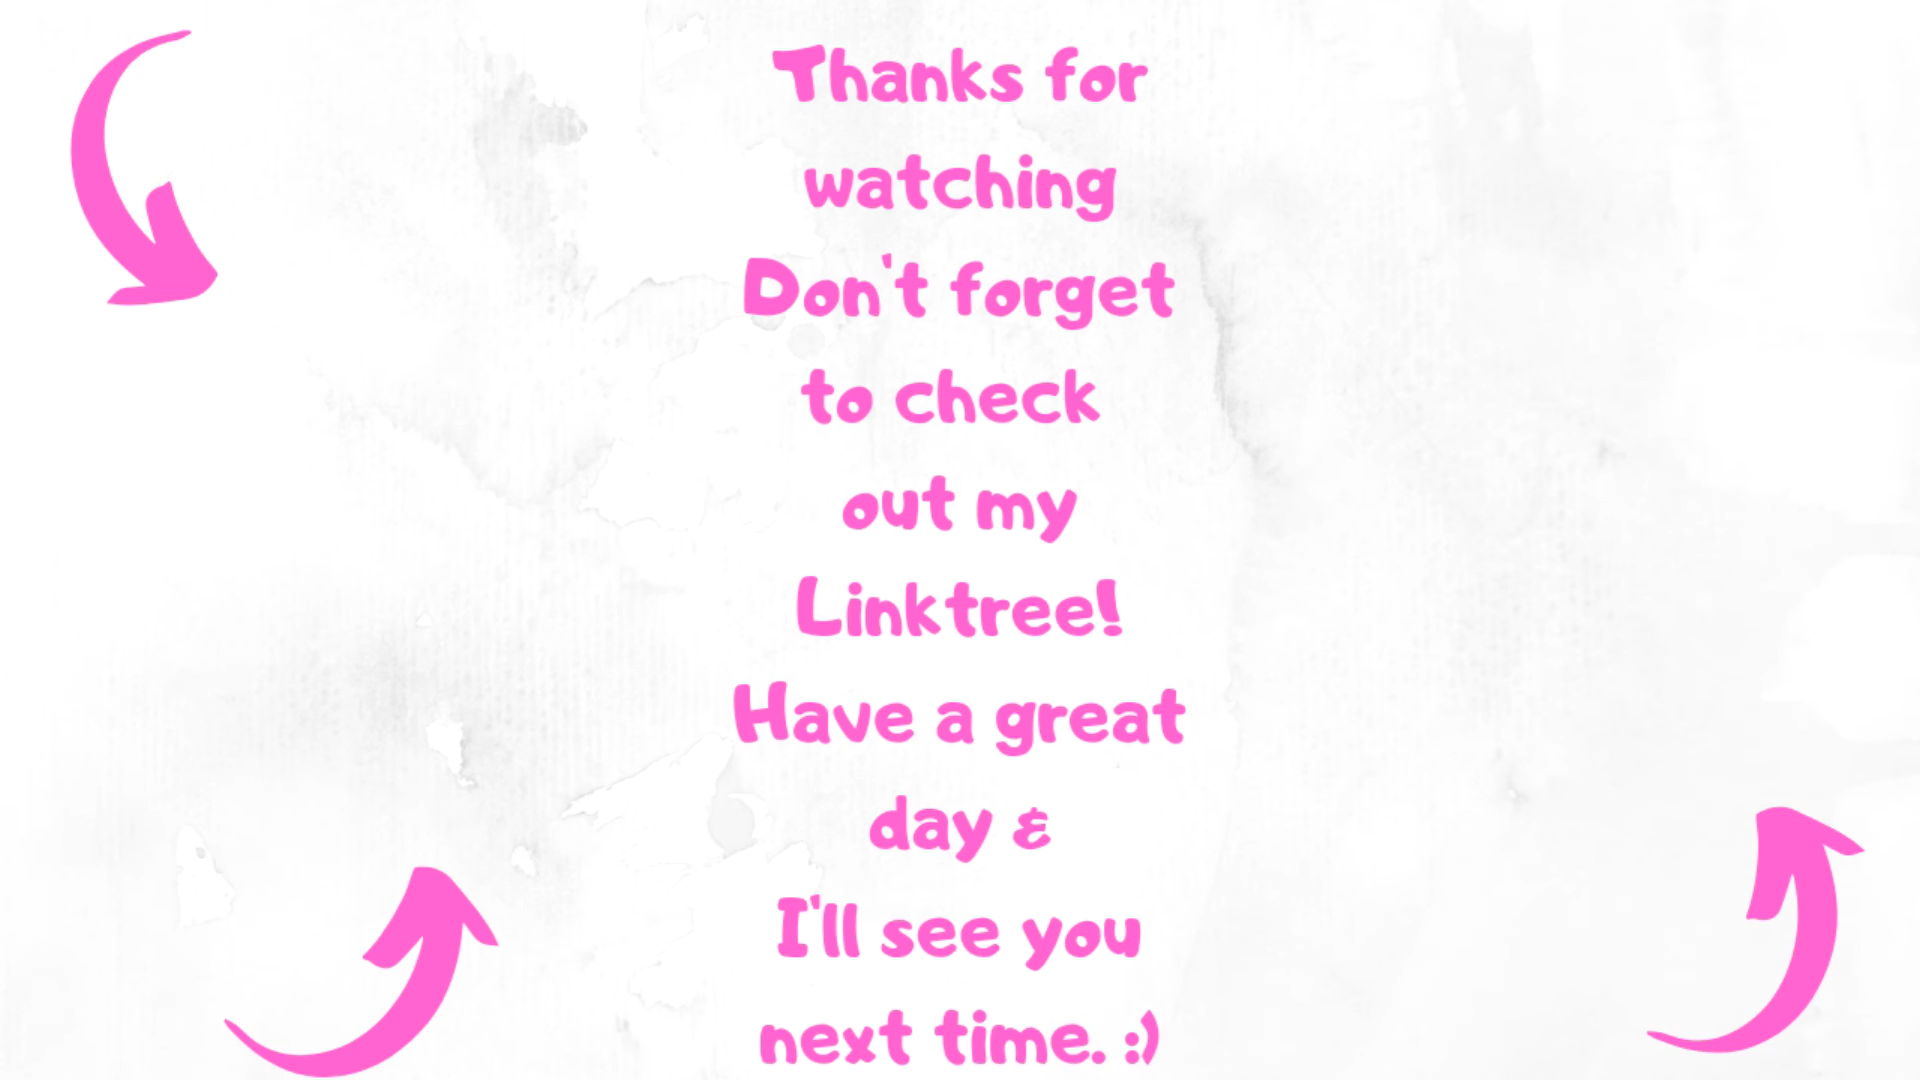 Thanks for
watching
Don't forget
to check
out my
Linktree!
Have a great
day &
I'll see you
next time. :)